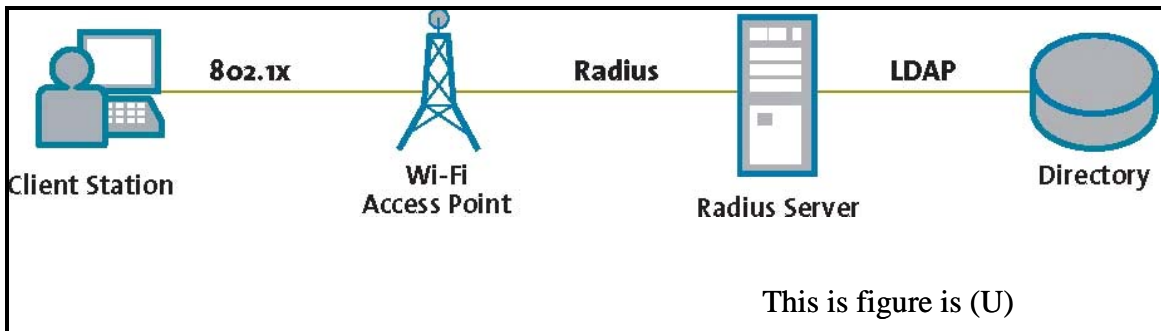 802.1X
Radius
LDAP
Client Station
Wi-Fi
Access Point
Radius Server
Directory
This is figure is (U)